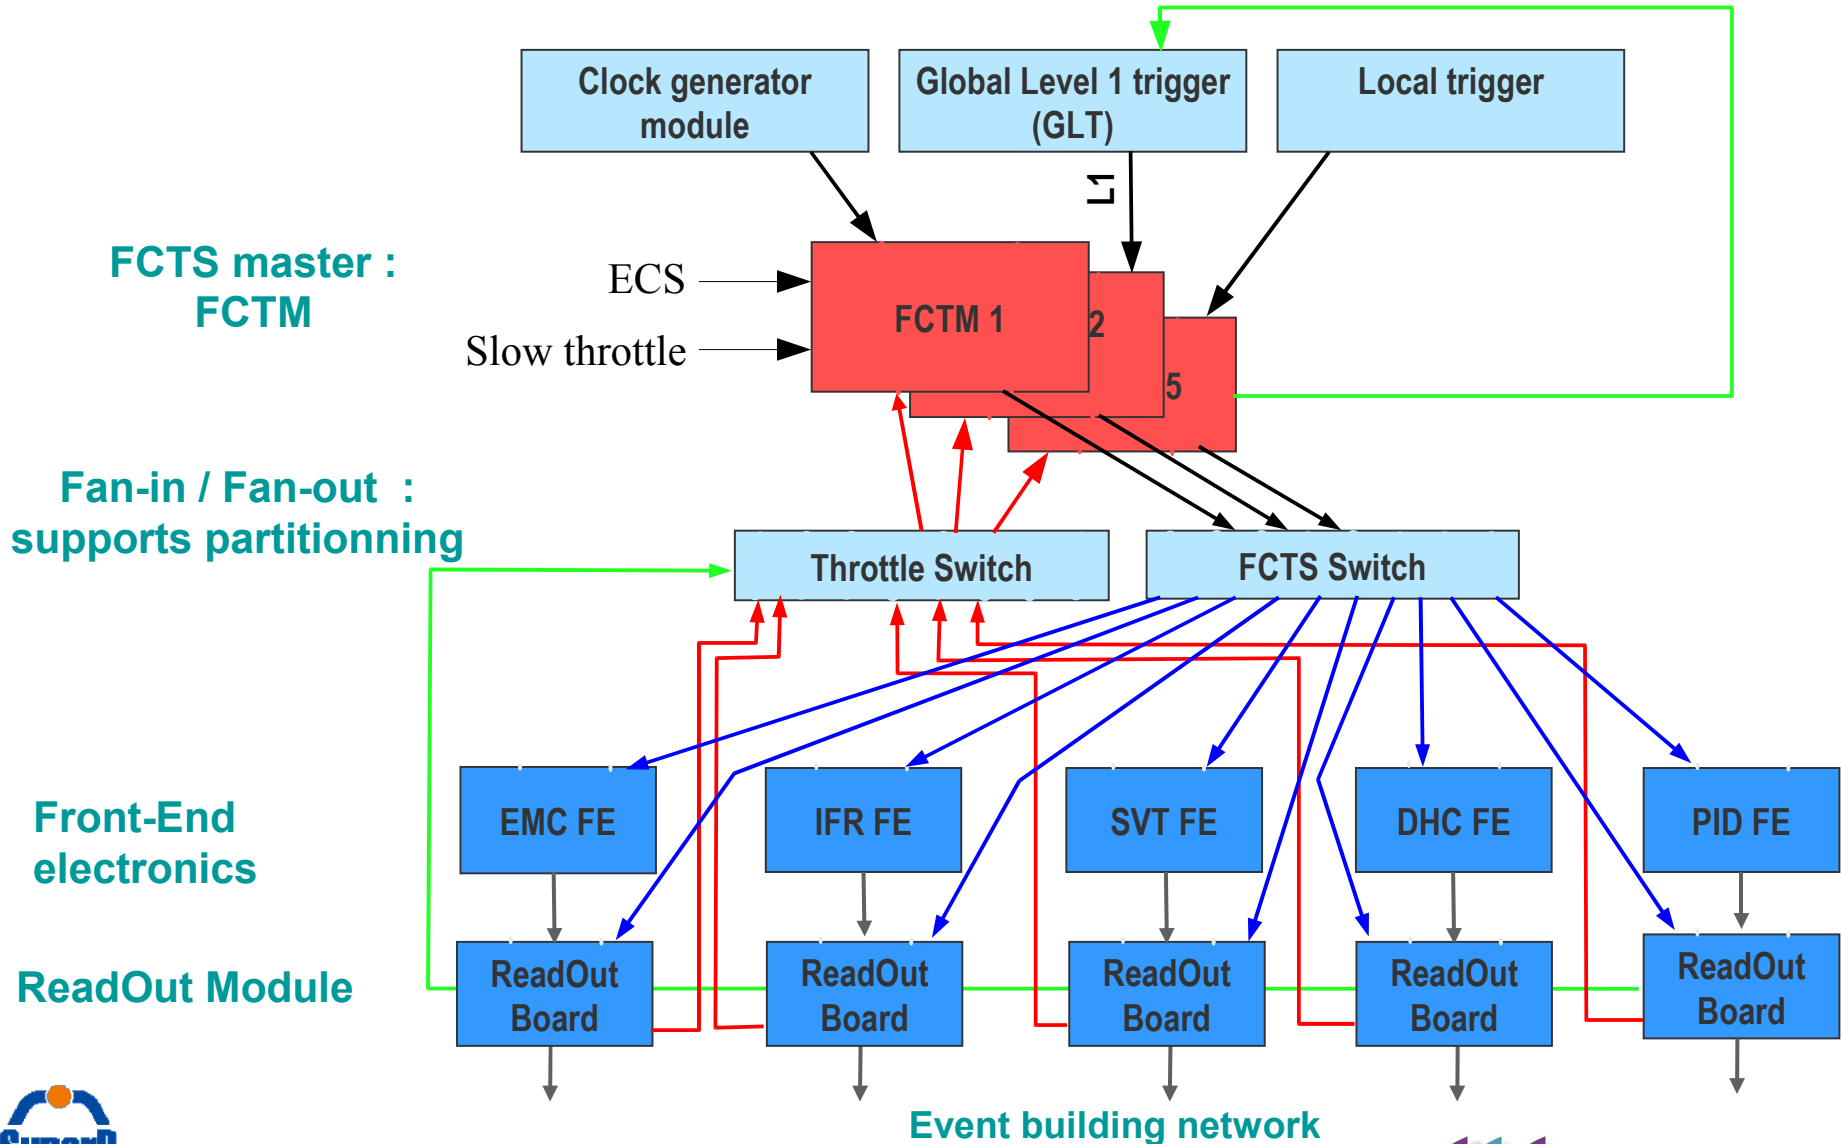 Clock generator
module
Global Level 1 trigger
(GLT)
Local trigger
L1
FCTS master :
FCTM
ECS
Slow throttle
FCTM 1
2
5
Fan-in / Fan-out :
supports partitionning
Throttle Switch
FCTS Switch
Front-End
electronics
EMC FE
IFR FE
SVT FE
DHC FE
PID FE
ReadOut Module
ReadOut
Board
ReadOut
Board
ReadOut
Board
ReadOut
Board
ReadOut
Board
Event building network